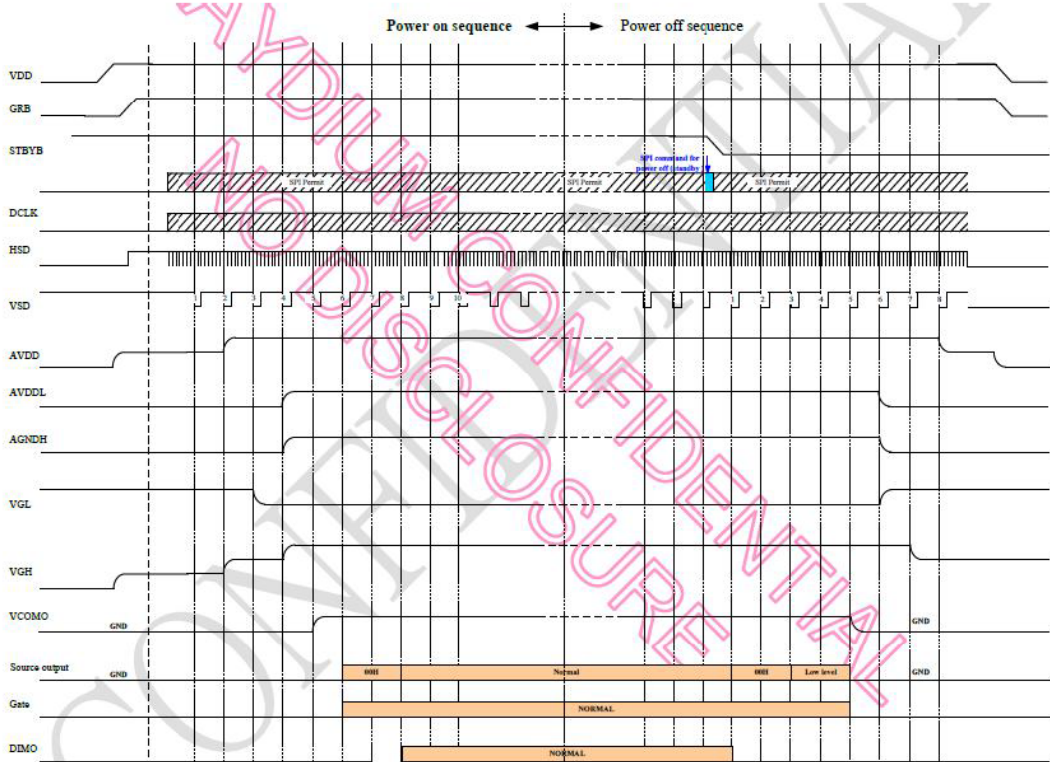 Power on sequence
Power off sequence
VDD
GRB
STBYB
SPI command for
power off (standby
SPI Permit
SPI Permit
SPI Permit
DCLK
HSD
VSD
1 2 3 4 5 6 7 8 9 10 1 2 3 4 5 6 7 8
AVDD
AVDDL
AGNDH
VGL
VGH
VCOMO
GND
GND
Source output
GND
00H
Normal
00H
Low level
GND
Gate
NORMAL
DIMO
NORMAL
AYDIUM CONFIDENTIAL
NO DISCLOSURE
CONFIDENTIAL